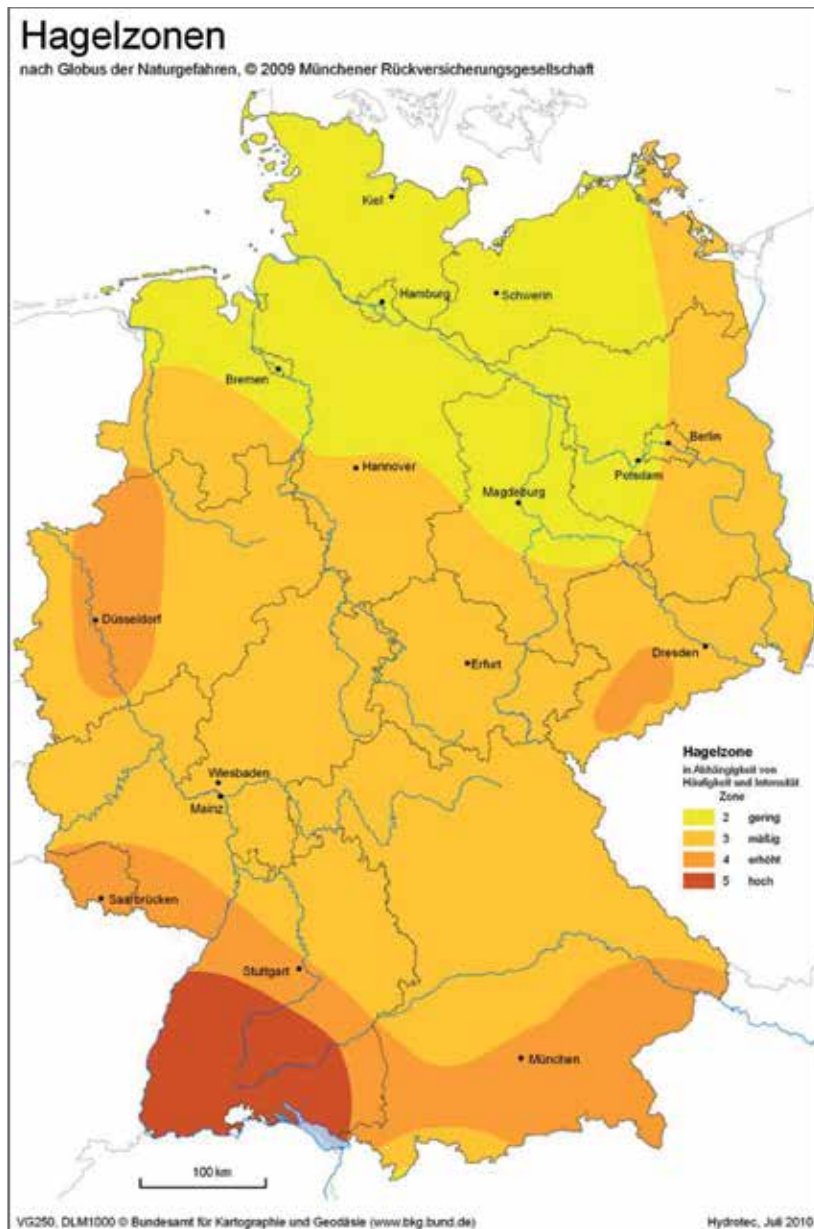 Hagelzonen
nach Globus der Naturgefahren, © 2009 Münchener Rückversicherungsgesellschaft
Kiel
Hamburg
Schwerin
Bremen
Berlin
Hannover
Potsdam
Magdeburg
Düsseldorf
Dresden
Erfurt
Wiesbaden
Mainz
Hagelzone
in Abhängigkeit von
Häufigkeit und Intensität
Zone
2 gering
3 mäßig
4 erhöht
5 hoch
Saarbrücken
Stuttgart
München
100 km
VG250, DLM1000 © Bundesamt für Kartographie und Geodäsie (www.bkg.bund.de)
Hydrotec, Juli 2010